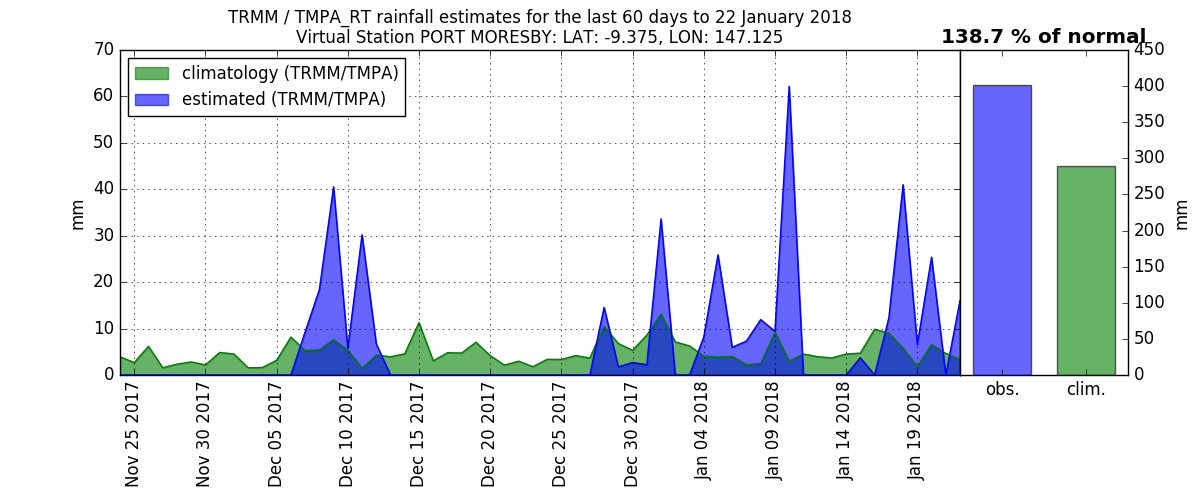 TRMM / TMPA_RT rainfall estimates for the last 60 days to 22 January 2018
Virtual Station PORT MORESBY: LAT: -9.375, LON: 147.125
138.7 % of normal
climatology (TRMM/TMPA)
estimated (TRMM/TMPA)
mm
70
60
50
40
30
20
10
0
Nov 25 2017
Nov 30 2017
Dec 05 2017
Dec 10 2017
Dec 15 2017
Dec 20 2017
Dec 25 2017
Dec 30 2017
Jan 04 2018
Jan 09 2018
Jan 14 2018
Jan 19 2018
obs.
clim.
450
400
350
300
250
200
150
100
50
0
mm